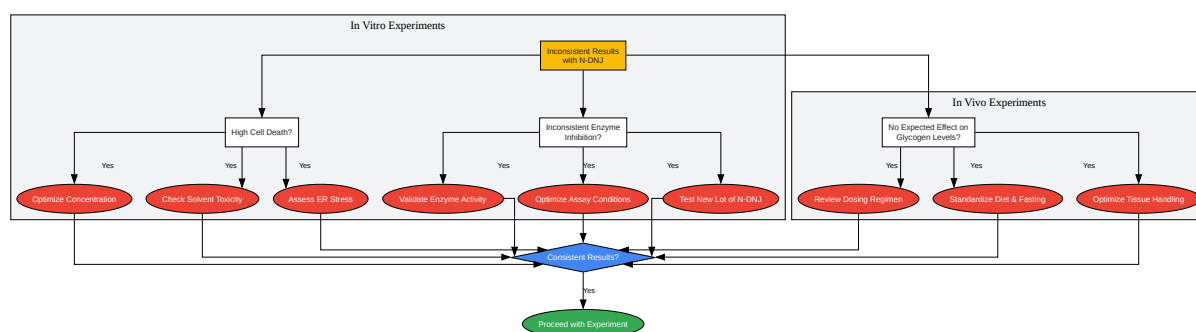 In Vitro Experiments
Inconsistent Results
with N-DNJ
In Vivo Experiments
High Cell Death?
Inconsistent Enzyme
Inhibition?
No Expected Effect on
Glycogen Levels?
Yes
Yes
Yes
Yes
Yes
Yes
Yes
Yes
Yes
Optimize Concentration
Check Solvent Toxicity
Assess ER Stress
Validate Enzyme Activity
Optimize Assay Conditions
Test New Lot of N-DNJ
Review Dosing Regimen
Standardize Diet & Fasting
Optimize Tissue Handling
Consistent Results?
Yes
Proceed with Experiment